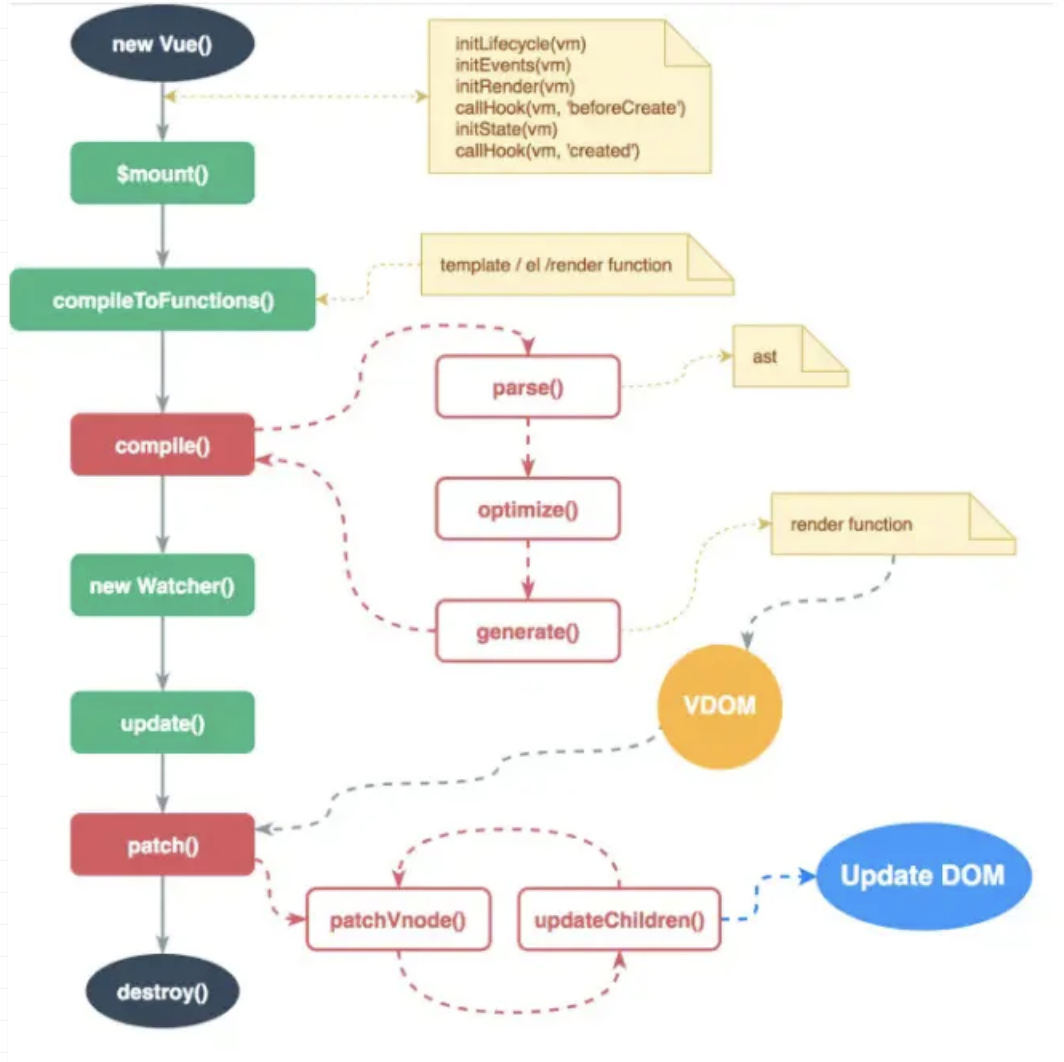 new Vue()
initLifecycle(vm)
initEvents(vm)
initRender(vm)
callHook(vm, 'beforeCreate')
initState(vm)
callHook(vm, 'created')
$mount()
template / el /render function
compileToFunctions()
ast
parse()
compile()
optimize()
render function
new Watcher()
generate()
VDOM
update()
patch()
Update DOM
patchVnode()
updateChildren()
destroy()